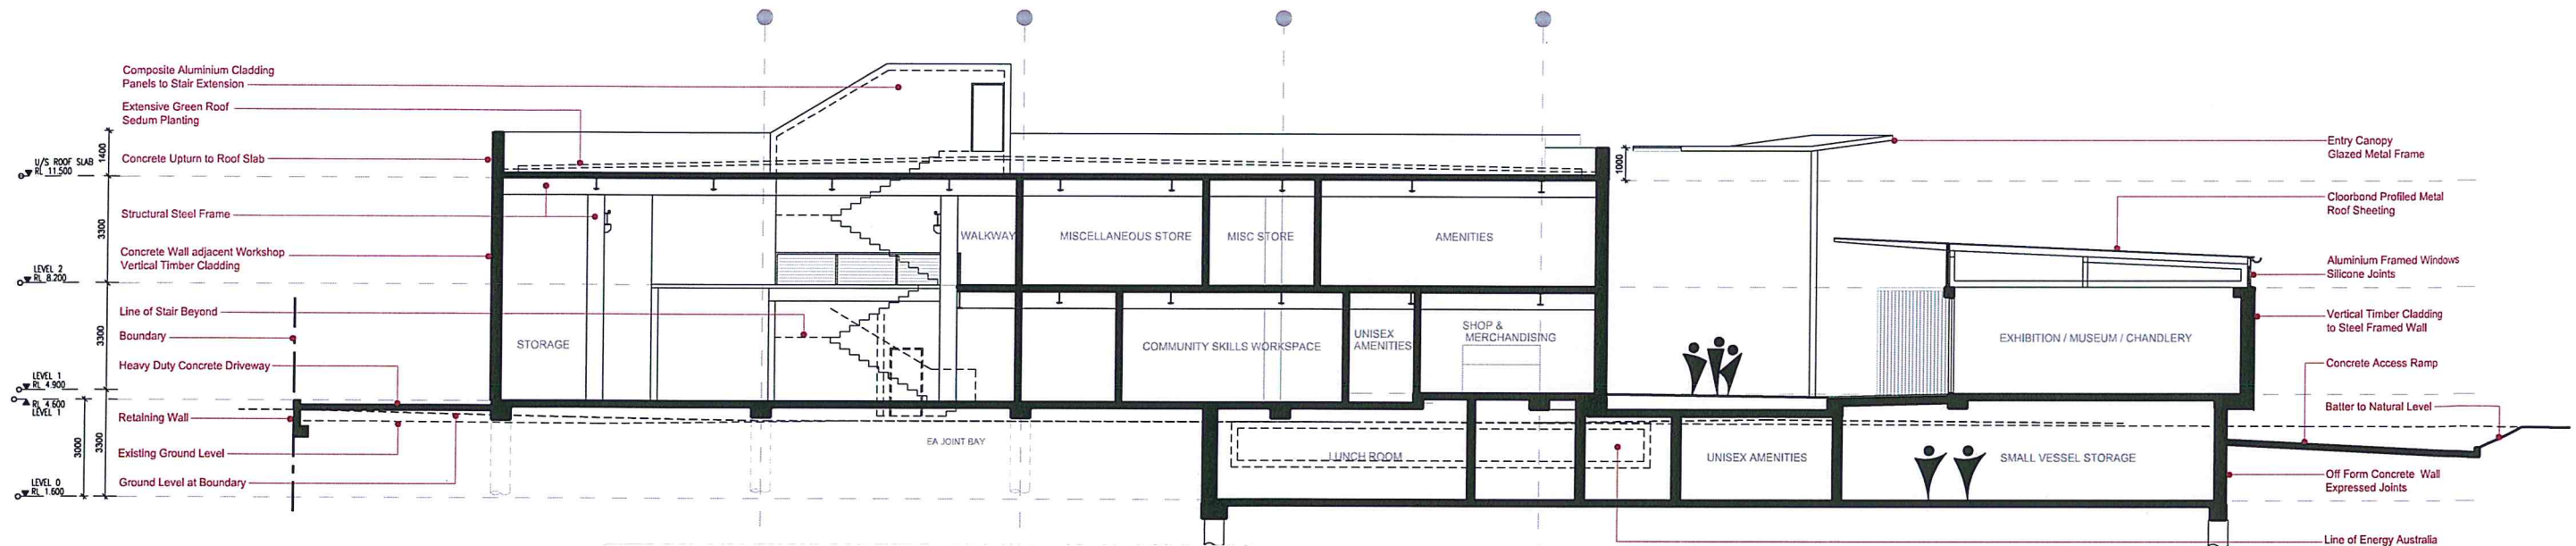 Composite Aluminium Cladding
Panels to Stair Extension
Extensive Green Roof
Sedum Planting
Concrete Upturn to Roof Slab
Structural Steel Frame
Concrete Wall adjacent Workshop
Vertical Timber Cladding
Line of Stair Beyond
Boundary
Heavy Duty Concrete Driveway
Retaining Wall
Existing Ground Level
Ground Level at Boundary
U/S ROOF SLAB
RL 11.500
LEVEL 2
RL 8.200
LEVEL 1
RL 4.900
RL 4.600
LEVEL 1
LEVEL 0
RL 1.600
1400
3300
3300
3300
3000
1000
WALKWAY
MISCELLANEOUS STORE
MISC STORE
AMENITIES
STORAGE
COMMUNITY SKILLS WORKSPACE
UNISEX
AMENITIES
SHOP &
MERCHANDISING
EXHIBITION / MUSEUM / CHANDLERY
EA JOINT BAY
LUNCH ROOM
UNISEX AMENITIES
SMALL VESSEL STORAGE
Entry Canopy
Glazed Metal Frame
Cloorbond Profiled Metal
Roof Sheeting
Aluminium Framed Windows
Silicone Joints
Vertical Timber Cladding
to Steel Framed Wall
Concrete Access Ramp
Batter to Natural Level
Off Form Concrete Wall
Expressed Joints
Line of Energy Australia